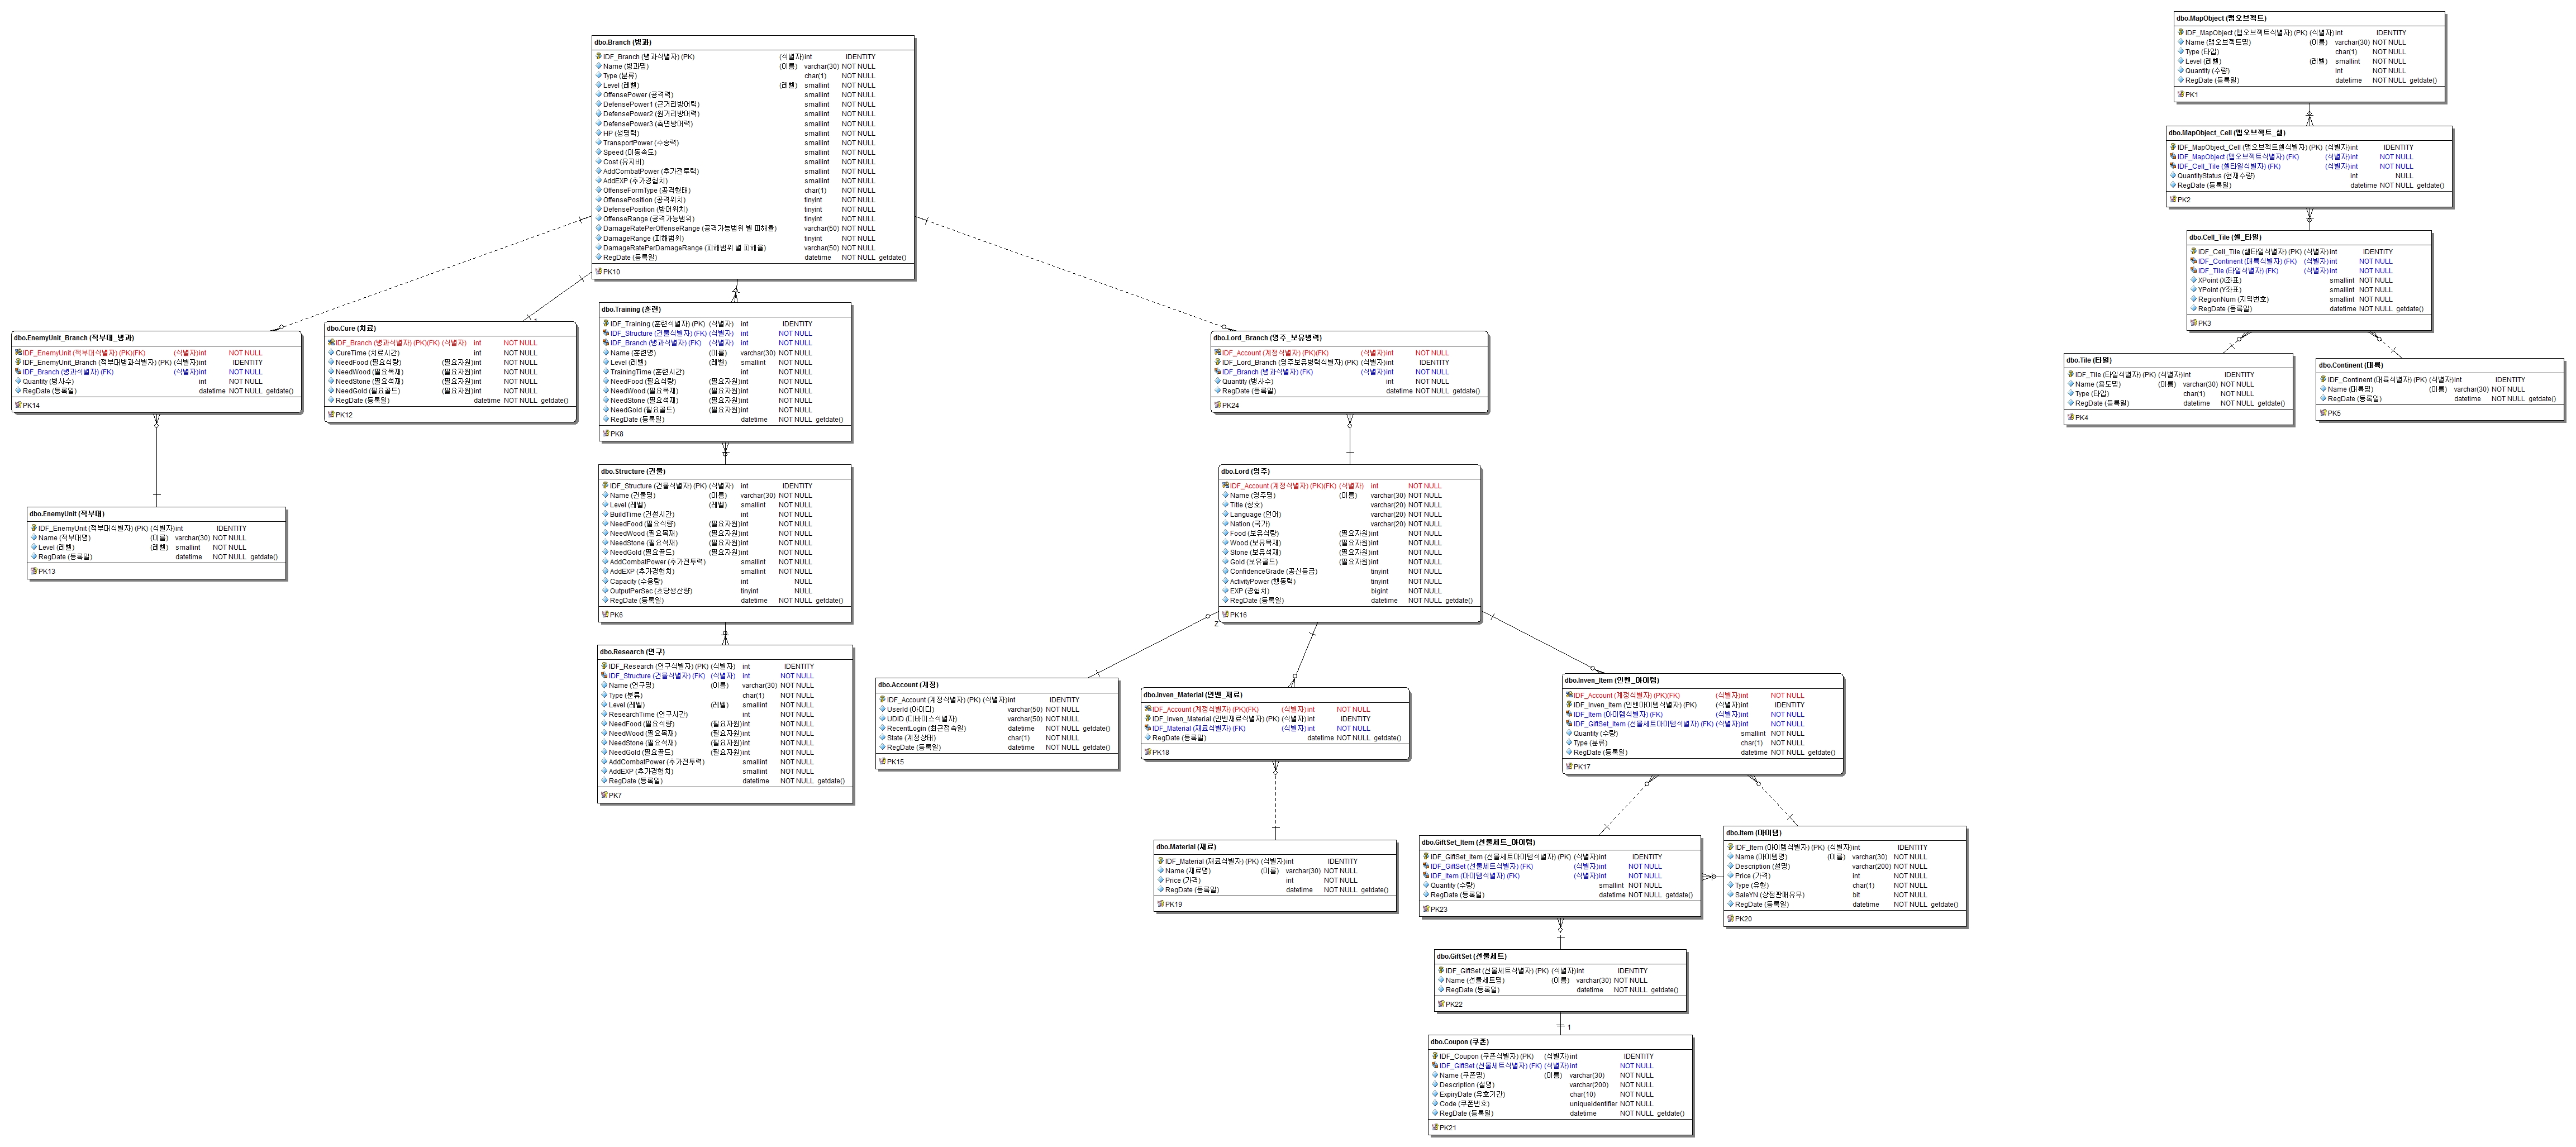 dbo.Branch (병과)
IDF_Branch (병과식별자) (PK) (식별자) int IDENTITY
Name (병과명) (이름) varchar(30) NOT NULL
Type (분류) char(1) NOT NULL
Level (레벨) (레벨) smallint NOT NULL
OffensePower (공격력) smallint NOT NULL
DefensePower1 (근거리방어력) smallint NOT NULL
DefensePower2 (원거리방어력) smallint NOT NULL
DefensePower3 (측면방어력) smallint NOT NULL
HP (생명력) smallint NOT NULL
TransportPower (수송력) smallint NOT NULL
Speed (이동속도) smallint NOT NULL
Cost (유지비) smallint NOT NULL
AddCombatPower (추가전투력) smallint NOT NULL
AddEXP (추가경험치) smallint NOT NULL
OffenseFormType (공격형태) char(1) NOT NULL
OffensePosition (공격위치) tinyint NOT NULL
DefensePosition (방어위치) tinyint NOT NULL
OffenseRange (공격가능범위) tinyint NOT NULL
DamageRatePerOffenseRange (공격가능범위 별 피해율) varchar(50) NOT NULL
DamageRange (피해범위) tinyint NOT NULL
DamageRatePerDamageRange (피해범위 별 피해율) varchar(50) NOT NULL
RegDate (등록일) datetime NOT NULL getdate()
PK10
dbo.EnemyUnit_Branch (적부대_병과)
IDF_EnemyUnit (적부대식별자) (PK)(FK) (식별자) int NOT NULL
IDF_EnemyUnit_Branch (적부대병과식별자) (PK) (식별자) int IDENTITY
IDF_Branch (병과식별자) (FK) (식별자) int NOT NULL
Quantity (병사수) int NOT NULL
RegDate (등록일) datetime NOT NULL getdate()
PK14
dbo.EnemyUnit (적부대)
IDF_EnemyUnit (적부대식별자) (PK) (식별자) int IDENTITY
Name (적부대명) (이름) varchar(30) NOT NULL
Level (레벨) (레벨) smallint NOT NULL
RegDate (등록일) datetime NOT NULL getdate()
PK13
dbo.Cure (치료)
IDF_Branch (병과식별자) (PK)(FK) (식별자) int NOT NULL
CureTime (치료시간) int NOT NULL
NeedFood (필요식량) (필요자원) int NOT NULL
NeedWood (필요목재) (필요자원) int NOT NULL
NeedStone (필요석재) (필요자원) int NOT NULL
NeedGold (필요골드) (필요자원) int NOT NULL
RegDate (등록일) datetime NOT NULL getdate()
PK12
dbo.Training (훈련)
IDF_Training (훈련식별자) (PK) (식별자) int IDENTITY
IDF_Structure (건물식별자) (FK) (식별자) int NOT NULL
IDF_Branch (병과식별자) (FK) (식별자) int NOT NULL
Name (훈련명) (이름) varchar(30) NOT NULL
Level (레벨) (레벨) smallint NOT NULL
TrainingTime (훈련시간) int NOT NULL
NeedFood (필요식량) (필요자원) int NOT NULL
NeedWood (필요목재) (필요자원) int NOT NULL
NeedStone (필요석재) (필요자원) int NOT NULL
NeedGold (필요골드) (필요자원) int NOT NULL
RegDate (등록일) datetime NOT NULL getdate()
PK8
dbo.Structure (건물)
IDF_Structure (건물식별자) (PK) (식별자) int IDENTITY
Name (건물명) (이름) varchar(30) NOT NULL
Level (레벨) (레벨) smallint NOT NULL
BuildTime (건설시간) int NOT NULL
NeedFood (필요식량) (필요자원) int NOT NULL
NeedWood (필요목재) (필요자원) int NOT NULL
NeedStone (필요석재) (필요자원) int NOT NULL
NeedGold (필요골드) (필요자원) int NOT NULL
AddCombatPower (추가전투력) smallint NOT NULL
AddEXP (추가경험치) smallint NOT NULL
Capacity (수용량) int NULL
OutputPerSec (초당생산량) tinyint NULL
RegDate (등록일) datetime NOT NULL getdate()
PK6
dbo.Research (연구)
IDF_Research (연구식별자) (PK) (식별자) int IDENTITY
IDF_Structure (건물식별자) (FK) (식별자) int NOT NULL
Name (연구명) (이름) varchar(30) NOT NULL
Type (분류) char(1) NOT NULL
Level (레벨) (레벨) smallint NOT NULL
ResearchTime (연구시간) int NOT NULL
NeedFood (필요식량) (필요자원) int NOT NULL
NeedWood (필요목재) (필요자원) int NOT NULL
NeedStone (필요석재) (필요자원) int NOT NULL
NeedGold (필요골드) (필요자원) int NOT NULL
AddCombatPower (추가전투력) smallint NOT NULL
AddEXP (추가경험치) smallint NOT NULL
RegDate (등록일) datetime NOT NULL getdate()
PK7
dbo.Lord_Branch (영주_보유병력)
IDF_Account (계정식별자) (PK)(FK) (식별자) int NOT NULL
IDF_Lord_Branch (영주보유병력식별자) (PK) (식별자) int IDENTITY
IDF_Branch (병과식별자) (FK) (식별자) int NOT NULL
Quantity (병사수) int NOT NULL
RegDate (등록일) datetime NOT NULL getdate()
PK24
dbo.Lord (영주)
IDF_Account (계정식별자) (PK)(FK) (식별자) int NOT NULL
Name (영주명) (이름) varchar(30) NOT NULL
Title (칭호) varchar(20) NOT NULL
Language (언어) varchar(20) NOT NULL
Nation (국가) varchar(20) NOT NULL
Food (보유식량) (필요자원) int NOT NULL
Wood (보유목재) (필요자원) int NOT NULL
Stone (보유석재) (필요자원) int NOT NULL
Gold (보유골드) (필요자원) int NOT NULL
ConfidenceGrade (공신등급) tinyint NOT NULL
ActivityPower (행동력) tinyint NOT NULL
EXP (경험치) bigint NOT NULL
RegDate (등록일) datetime NOT NULL getdate()
PK16
Z
dbo.Account (계정)
IDF_Account (계정식별자) (PK) (식별자) int IDENTITY
UserId (아이디) varchar(50) NOT NULL
UDID (디바이스식별자) varchar(50) NOT NULL
RecentLogin (최근접속일) datetime NOT NULL getdate()
State (계정상태) char(1) NOT NULL
RegDate (등록일) datetime NOT NULL getdate()
PK15
dbo.Inven_Material (인벤_재료)
IDF_Account (계정식별자) (PK)(FK) (식별자) int NOT NULL
IDF_Inven_Material (인벤재료식별자) (PK) (식별자) int IDENTITY
IDF_Material (재료식별자) (FK) (식별자) int NOT NULL
RegDate (등록일) datetime NOT NULL getdate()
PK18
dbo.Material (재료)
IDF_Material (재료식별자) (PK) (식별자) int IDENTITY
Name (재료명) (이름) varchar(30) NOT NULL
Price (가격) int NOT NULL
RegDate (등록일) datetime NOT NULL getdate()
PK19
dbo.Inven_Item (인벤_아이템)
IDF_Account (계정식별자) (PK)(FK) (식별자) int NOT NULL
IDF_Inven_Item (인벤아이템식별자) (PK) (식별자) int IDENTITY
IDF_Item (아이템식별자) (FK) (식별자) int NOT NULL
IDF_GiftSet_Item (선물세트아이템식별자) (FK) (식별자) int NOT NULL
Quantity (수량) smallint NOT NULL
Type (분류) char(1) NOT NULL
RegDate (등록일) datetime NOT NULL getdate()
PK17
dbo.GiftSet_Item (선물세트_아이템)
IDF_GiftSet_Item (선물세트아이템식별자) (PK) (식별자) int IDENTITY
IDF_GiftSet (선물세트식별자) (FK) (식별자) int NOT NULL
IDF_Item (아이템식별자) (FK) (식별자) int NOT NULL
Quantity (수량) smallint NOT NULL
RegDate (등록일) datetime NOT NULL getdate()
PK23
dbo.Item (아이템)
IDF_Item (아이템식별자) (PK) (식별자) int IDENTITY
Name (아이템명) (이름) varchar(30) NOT NULL
Description (설명) varchar(200) NOT NULL
Price (가격) int NOT NULL
Type (유형) char(1) NOT NULL
SaleYN (상점판매유무) bit NOT NULL
RegDate (등록일) datetime NOT NULL getdate()
PK20
dbo.GiftSet (선물세트)
IDF_GiftSet (선물세트식별자) (PK) (식별자) int IDENTITY
Name (선물세트명) (이름) varchar(30) NOT NULL
RegDate (등록일) datetime NOT NULL getdate()
PK22
1
dbo.Coupon (쿠폰)
IDF_Coupon (쿠폰식별자) (PK) (식별자) int IDENTITY
IDF_GiftSet (선물세트식별자) (FK) (식별자) int NOT NULL
Name (쿠폰명) (이름) varchar(30) NOT NULL
Description (설명) varchar(200) NOT NULL
ExpiryDate (유효기간) char(10) NOT NULL
Code (쿠폰번호) uniqueidentifier NOT NULL
RegDate (등록일) datetime NOT NULL getdate()
PK21
dbo.MapObject (맵오브젝트)
IDF_MapObject (맵오브젝트식별자) (PK) (식별자) int IDENTITY
Name (맵오브젝트명) (이름) varchar(30) NOT NULL
Type (타입) char(1) NOT NULL
Level (레벨) (레벨) smallint NOT NULL
Quantity (수량) int NOT NULL
RegDate (등록일) datetime NOT NULL getdate()
PK1
dbo.MapObject_Cell (맵오브젝트_셀)
IDF_MapObject_Cell (맵오브젝트셀식별자) (PK) (식별자) int IDENTITY
IDF_MapObject (맵오브젝트식별자) (FK) (식별자) int NOT NULL
IDF_Cell_Tile (셀타일식별자) (FK) (식별자) int NOT NULL
QuantityStatus (현재수량) int NULL
RegDate (등록일) datetime NOT NULL getdate()
PK2
dbo.Cell_Tile (셀_타일)
IDF_Cell_Tile (셀타일식별자) (PK) (식별자) int IDENTITY
IDF_Continent (대륙식별자) (FK) (식별자) int NOT NULL
IDF_Tile (타일식별자) (FK) (식별자) int NOT NULL
XPoint (X좌표) smallint NOT NULL
YPoint (Y좌표) smallint NOT NULL
RegionNum (지역번호) smallint NOT NULL
RegDate (등록일) datetime NOT NULL getdate()
PK3
dbo.Tile (타일)
IDF_Tile (타일식별자) (PK) (식별자) int IDENTITY
Name (용도명) (이름) varchar(30) NOT NULL
Type (타입) char(1) NOT NULL
RegDate (등록일) datetime NOT NULL getdate()
PK4
dbo.Continent (대륙)
IDF_Continent (대륙식별자) (PK) (식별자) int IDENTITY
Name (대륙명) (이름) varchar(30) NOT NULL
RegDate (등록일) datetime NOT NULL getdate()
PK5